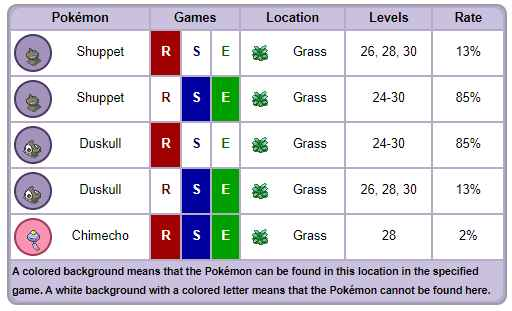 Pokémon Games Location Levels Rate
Shuppet R S E Grass 26, 28, 30 13%
Shuppet R S E Grass 24-30 85%
Duskull R S E Grass 24-30 85%
Duskull R S E Grass 26, 28, 30 13%
Chimecho R S E Grass 28 2%
A colored background means that the Pokémon can be found in this location in the specified
game. A white background with a colored letter means that the Pokémon cannot be found here.